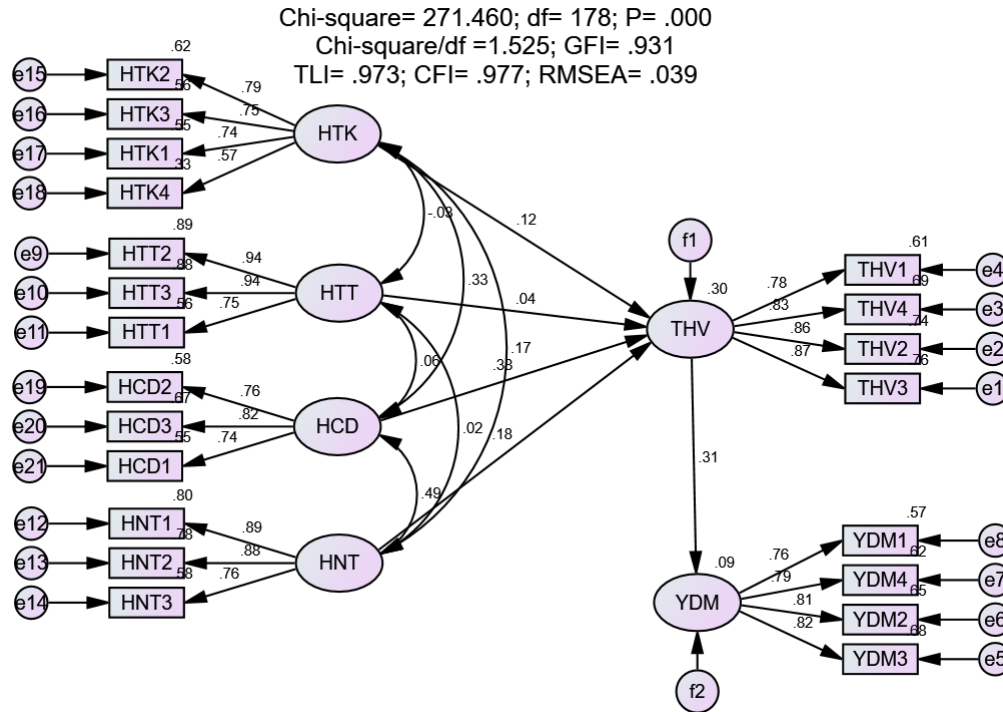 Chi-square= 271.460; df= 178; P= .000
Chi-square/df =1.525; GFI= .931
TLI= .973; CFI= .977; RMSEA= .039
.62
e15 HTK2 .79
.56
e16 HTK3 .75
.55
e17 HTK1 .74
.33
e18 HTK4 .57
HTK
-.03
.12
.33
.89
e9 HTT2 .94
.88
e10 HTT3 .94
.56
e11 HTT1 .75
HTT
.04
.06
.17
.33
.58
e19 HCD2 .76
.67
e20 HCD3 .82
.55
e21 HCD1 .74
HCD
.02
.18
.49
.80
e12 HNT1 .89
.78
e13 HNT2 .88
.58
e14 HNT3 .76
HNT
f1
.30
THV
.61
.78 THV1 e4
.69
.83 THV4 e3
.74
.86 THV2 e2
.76
.87 THV3 e1
.31
.09
YDM
f2
.57
.76 YDM1 e8
.62
.79 YDM4 e7
.65
.81 YDM2 e6
.68
.82 YDM3 e5